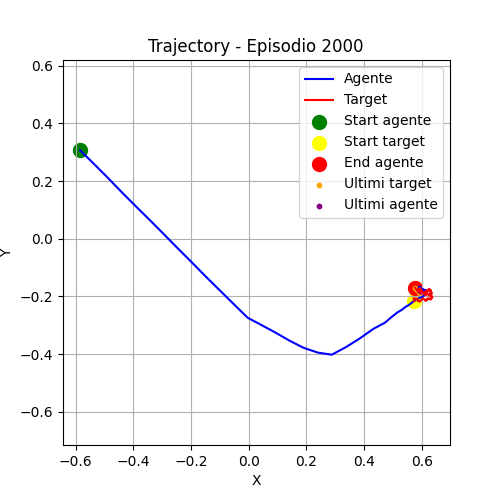 Trajectory - Episodio 2000
0.6
0.4
0.2
0.0
−0.2
−0.4
−0.6
Y
Agente
Target
Start agente
Start target
End agente
Ultimi target
Ultimi agente
−0.6
−0.4
−0.2
0.0
0.2
0.4
0.6
X